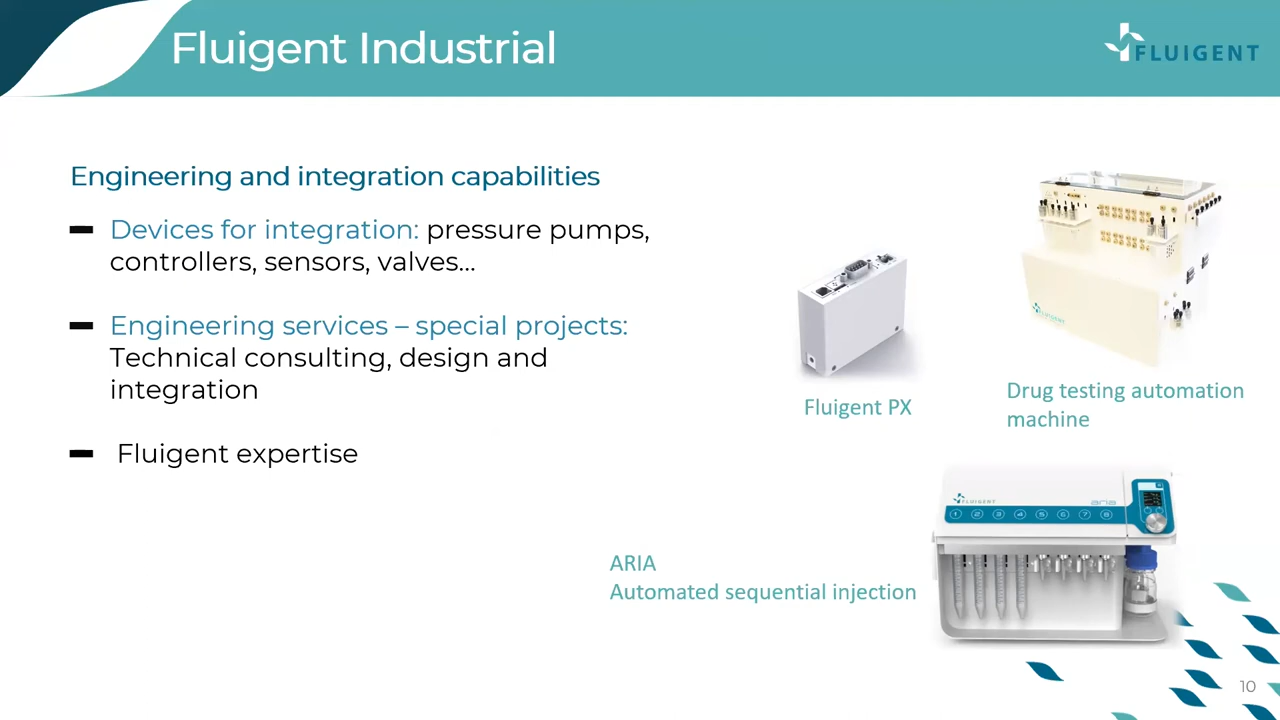 Fluigent Industrial
FLUIGENT
Engineering and integration capabilities
Devices for integration: pressure pumps,
controllers, sensors, valves...
Engineering services – special projects:
Technical consulting, design and
integration
Fluigent expertise
Fluigent PX
FLUIGENT
Drug testing automation
machine
FLUIGENT
aria
1 2 3 4 5 6 7 8
ARIA
Automated sequential injection
10